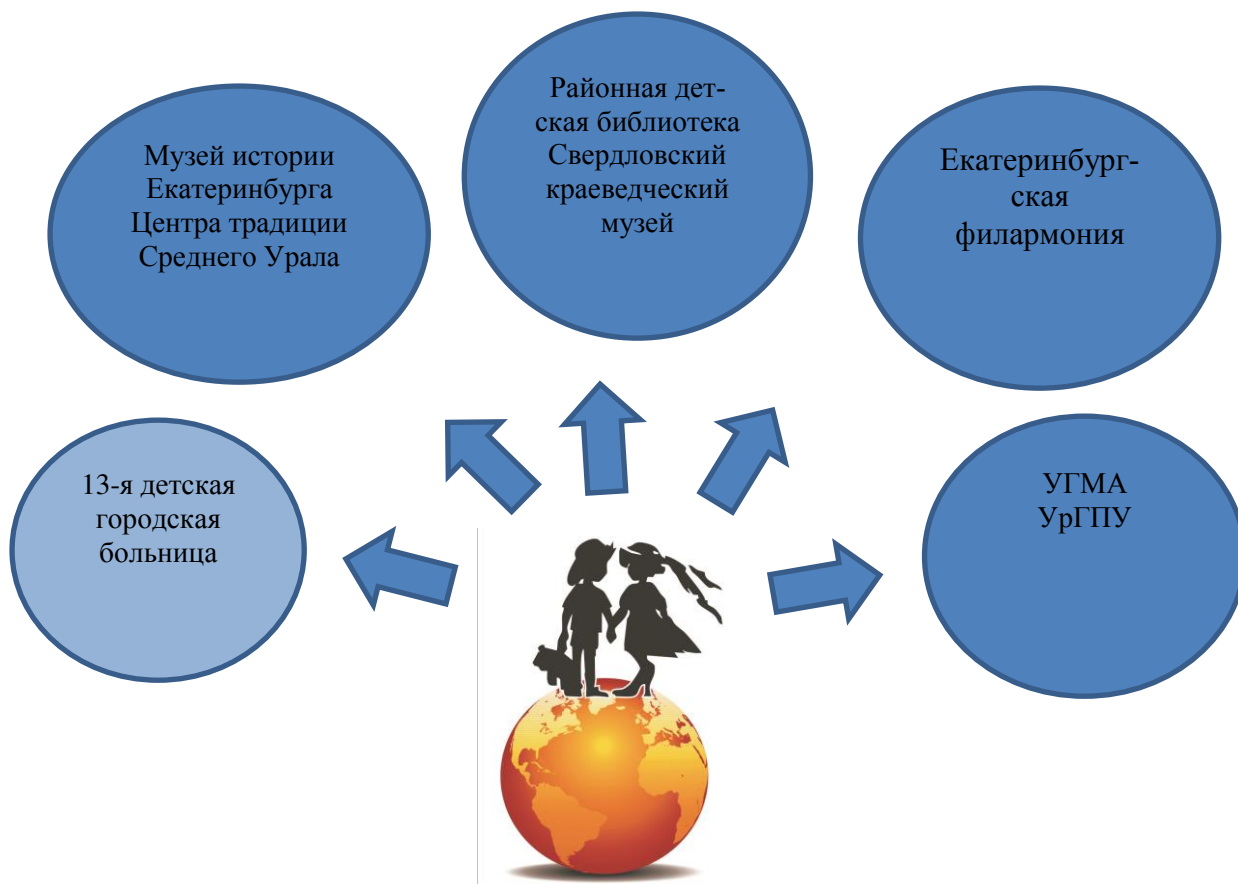 Музей истории
Екатеринбурга
Центра традиции
Среднего Урала
Районная дет-
ская библиотека
Свердловский
краеведческий
музей
Екатеринбург-
ская
филармония
13-я детская
городская
больница
УГМА
УрГПУ